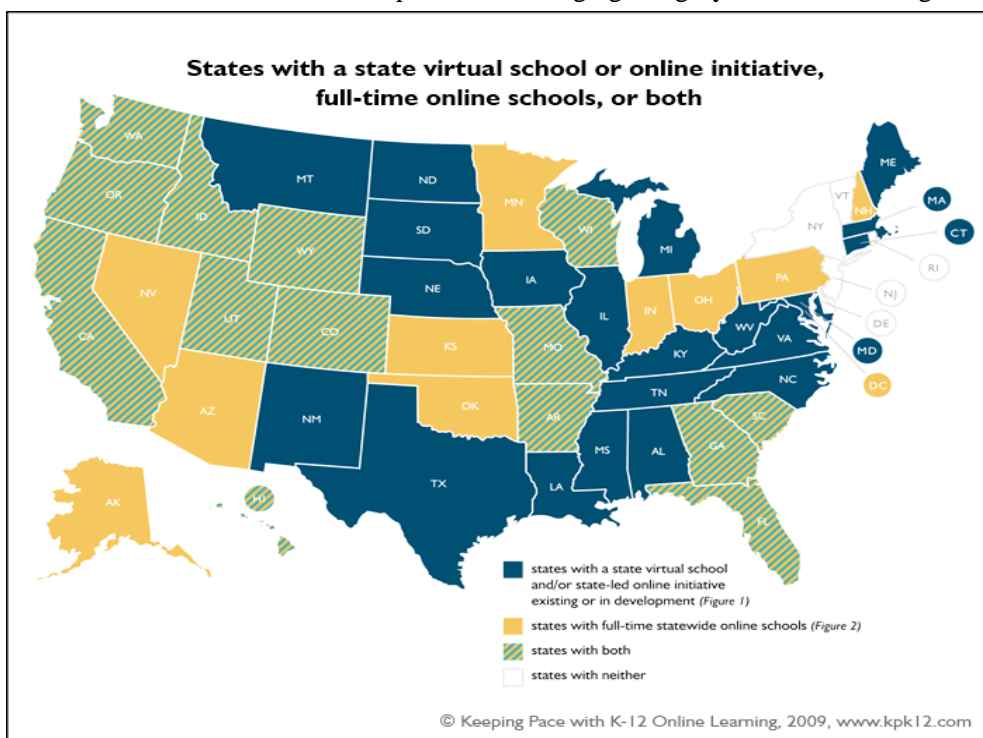 States with a state virtual school or online initiative,
full-time online schools, or both
WA
OR
CA
ID
NV
MT
WY
UT
CO
AZ
NM
ND
SD
NE
KS
OK
TX
MN
IA
MO
AR
LA
WI
IL
MI
IN
OH
KY
TN
MS
AL
WV
VA
NC
SC
GA
FL
PA
NY
VT
NH
ME
MA
CT
RI
NJ
DE
MD
DC
AK
HI
states with a state virtual school
and/or state-led online initiative
existing or in development (Figure 1)
states with full-time statewide online schools (Figure 2)
states with both
states with neither
© Keeping Pace with K-12 Online Learning, 2009, www.kpk12.com